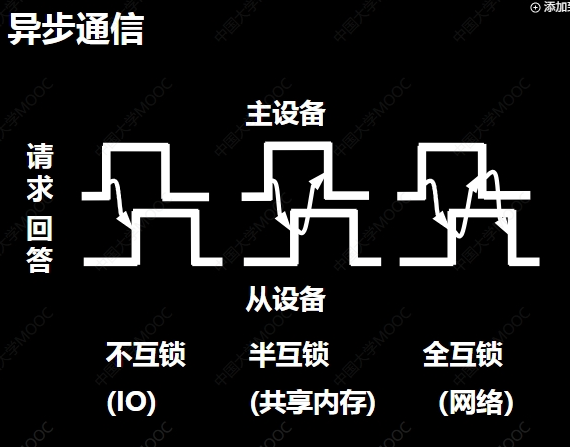 添加到
异步通信
主设备
请求
回答
从设备
不互锁
半互锁
全互锁
(IO)
(共享内存)
(网络)
中国大学MOOC